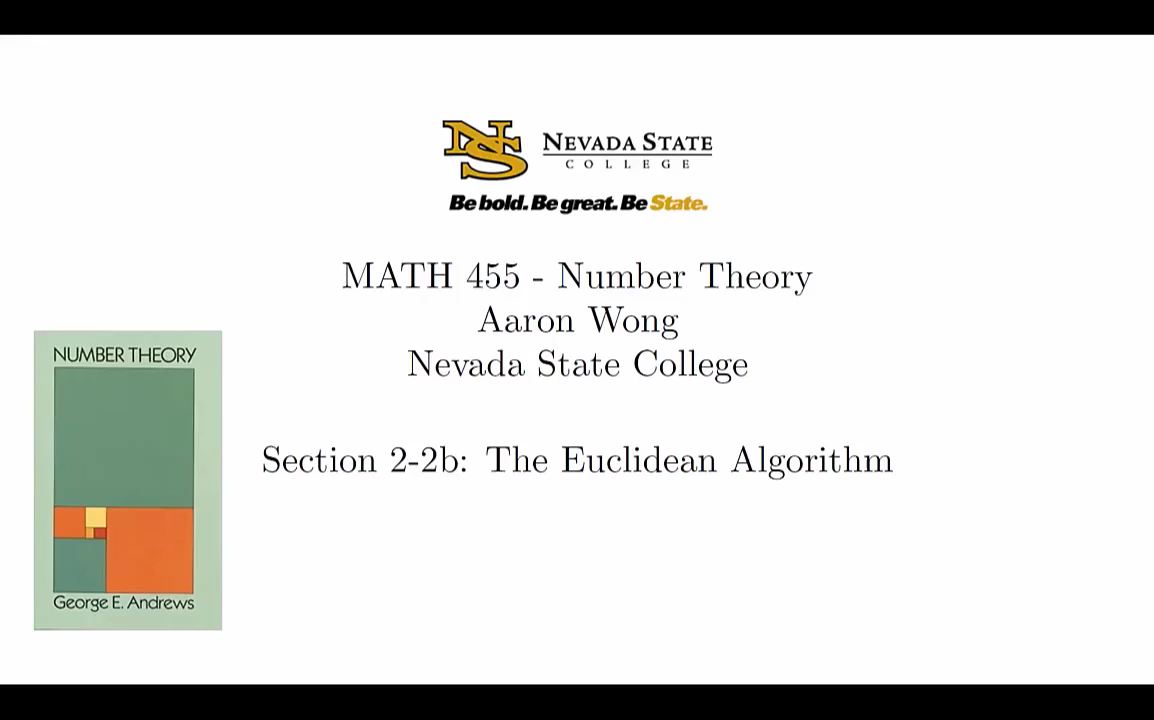 NS
NEVADA STATE
COLLEGE
Be bold. Be great. Be State.
MATH 455 - Number Theory
Aaron Wong
Nevada State College
NUMBER THEORY
Section 2-2b: The Euclidean Algorithm
George E. Andrews